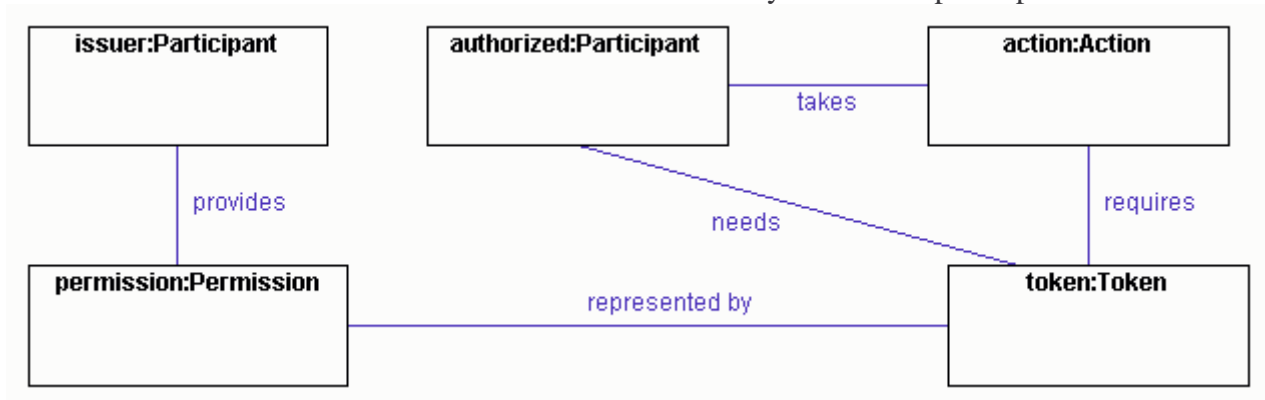 issuer:Participant
authorized:Participant
action:Action
takes
provides
needs
requires
permission:Permission
represented by
token:Token